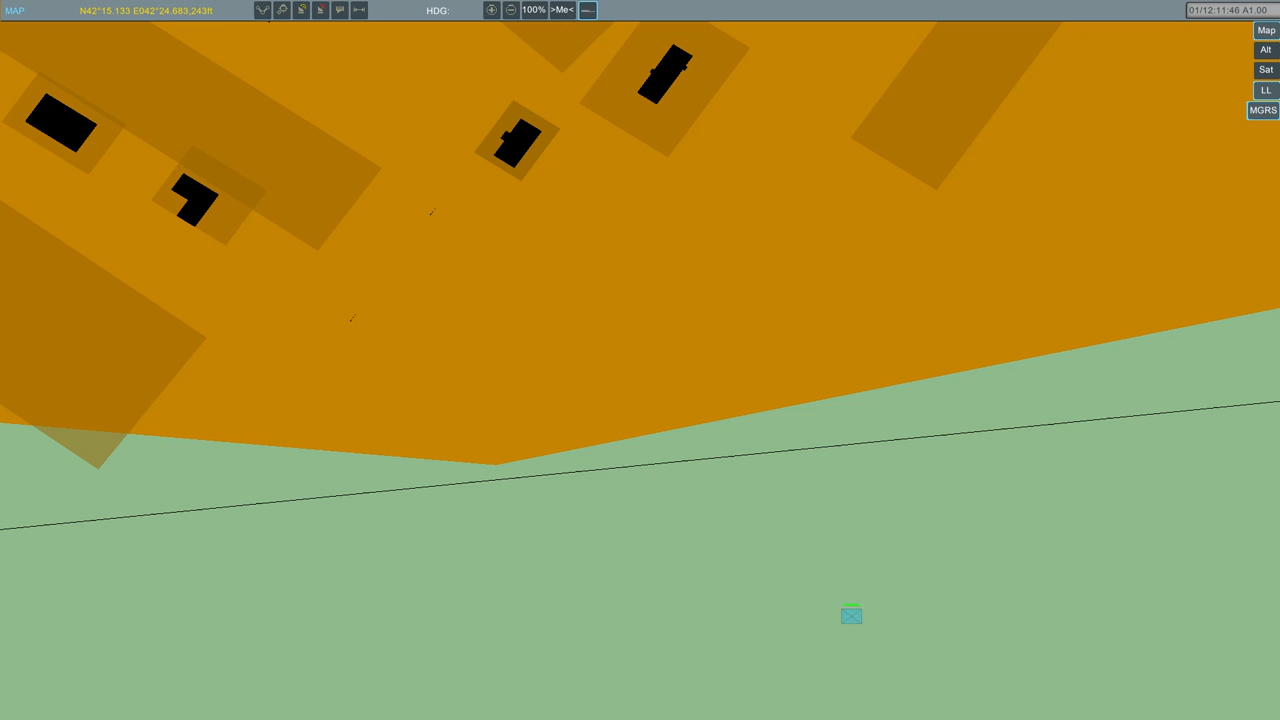 MAP N42°15.133 E042°24.683,243ft HDG: 100% >Me< 01/12:11:46 A1.00
Map
Alt
Sat
LL
MGRS